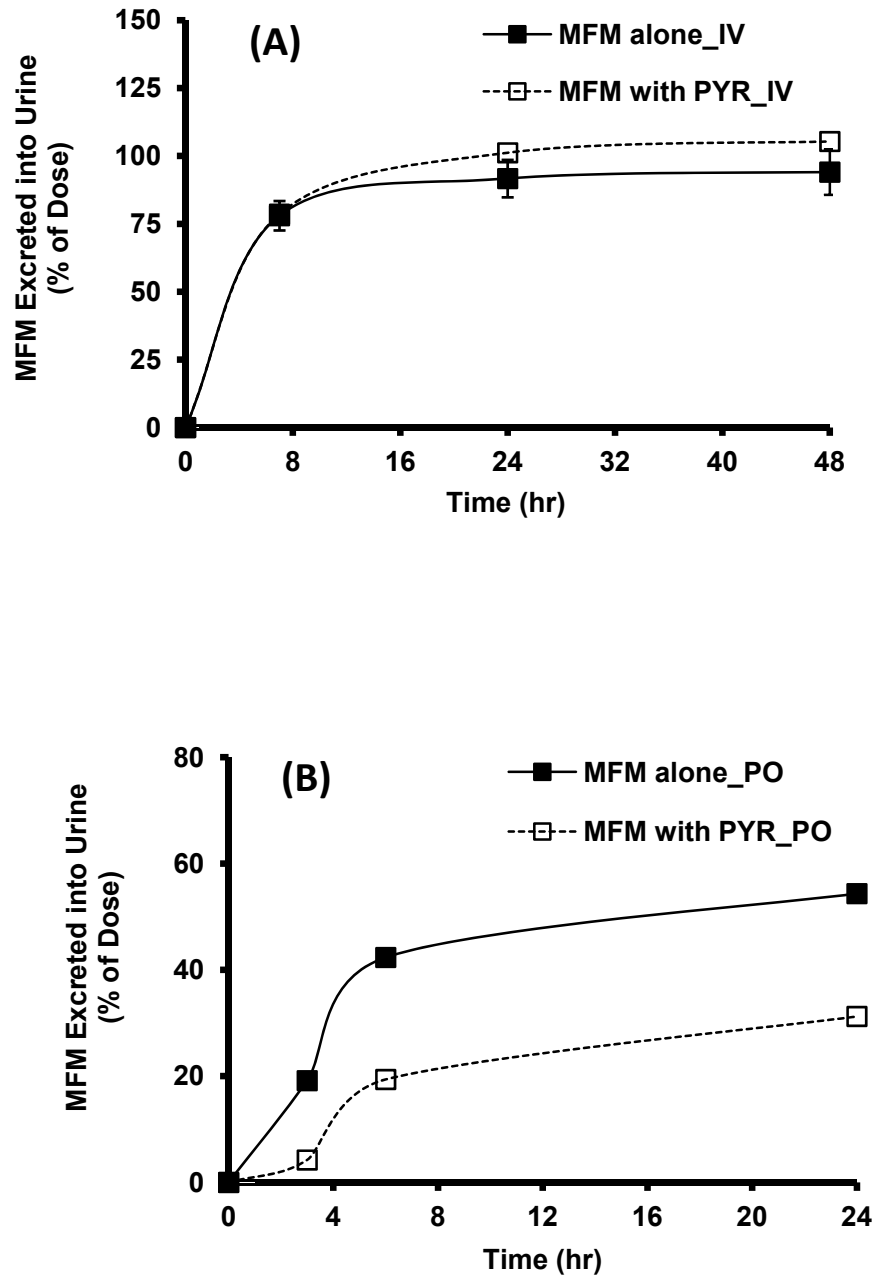 (A)
MFM alone_IV
MFM with PYR_IV
MFM Excreted into Urine
(% of Dose)
150
125
100
75
50
25
0
0 8 16 24 32 40 48
Time (hr)
(B)
MFM alone_PO
MFM with PYR_PO
MFM Excreted into Urine
(% of Dose)
80
60
40
20
0
0 4 8 12 16 20 24
Time (hr)